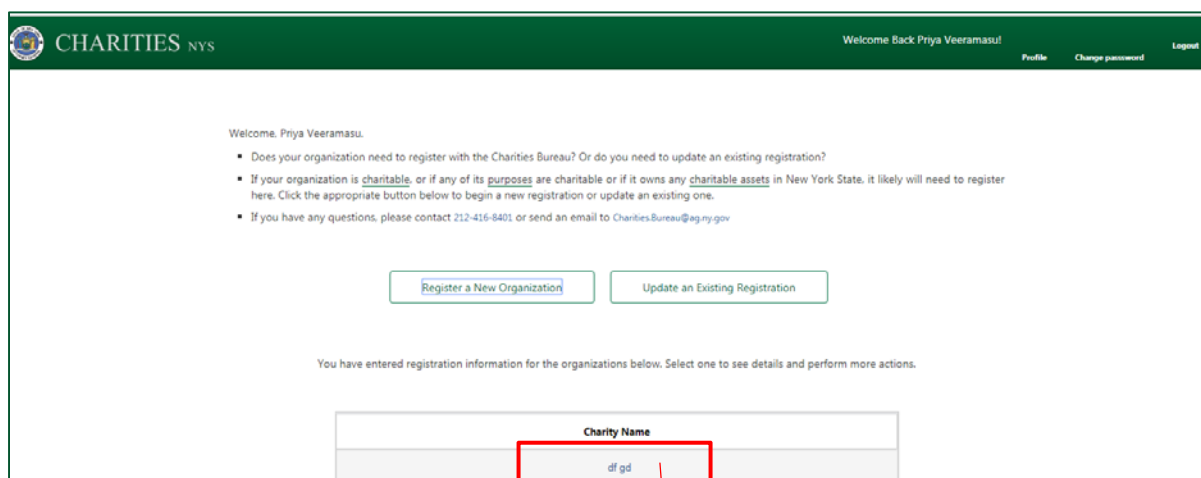 CHARITIES NYS
Welcome Back Priya Veeramasu!
Profile
Change password
Logout
Welcome, Priya Veeramasu.
Does your organization need to register with the Charities Bureau? Or do you need to update an existing registration?
If your organization is charitable, or if any of its purposes are charitable or if it owns any charitable assets in New York State, it likely will need to register
here. Click the appropriate button below to begin a new registration or update an existing one.
If you have any questions, please contact 212-416-8401 or send an email to Charities.Bureau@ag.ny.gov
Register a New Organization
Update an Existing Registration
You have entered registration information for the organizations below. Select one to see details and perform more actions.
Charity Name
df gd